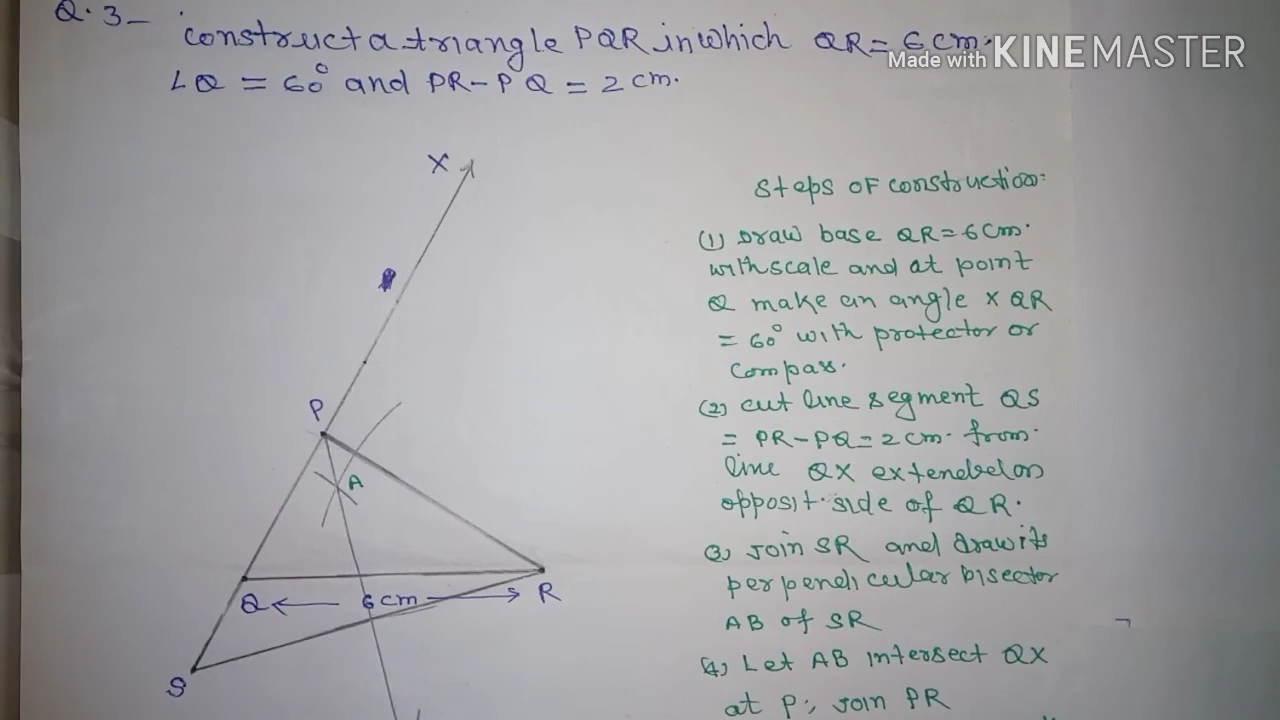 Q.3- construct a triangle PQR in which QR = 6 cm.
Made with KINEMASTER
∠Q = 60° and PR-PQ = 2 cm.
X
P
A
Q ← 6 cm → R
S
Steps of construction:
(1) Draw base QR = 6 cm.
with scale and at point
Q make an angle XQR
= 60° with protector or
compass.
(2) cut line segment QS
= PR-PQ = 2 cm. from
line QX extended on
opposit side of QR.
(3) Join SR and draw its
perpendicular bisector
AB of SR
(4) Let AB intersect QX
at P, join PR